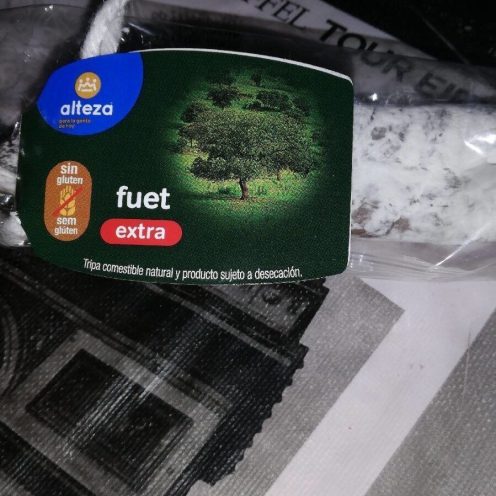 FFEL TOUR
alteza
para la gente
de hoy
sin
gluten
sem
glúten
fuet
extra
Tripa comestible natural y producto sujeto a desecación.